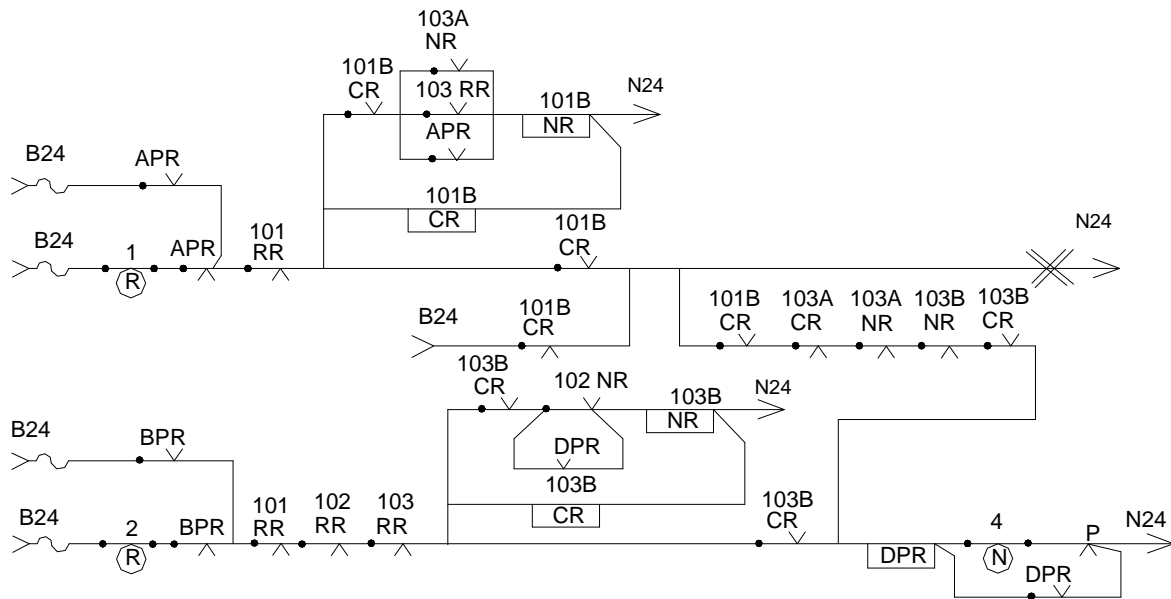 103A
NR
101B
CR
103 RR
101B
NR
N24
APR
B24
APR
101B
CR
101B
CR
N24
B24
1
R
APR
101
RR
B24
101B
CR
101B
CR
103A
CR
103A
NR
103B
NR
103B
CR
103B
CR
102 NR
103B
NR
N24
B24
BPR
DPR
103B
CR
103B
CR
B24
2
R
BPR
101
RR
102
RR
103
RR
DPR
4
N
P
N24
DPR